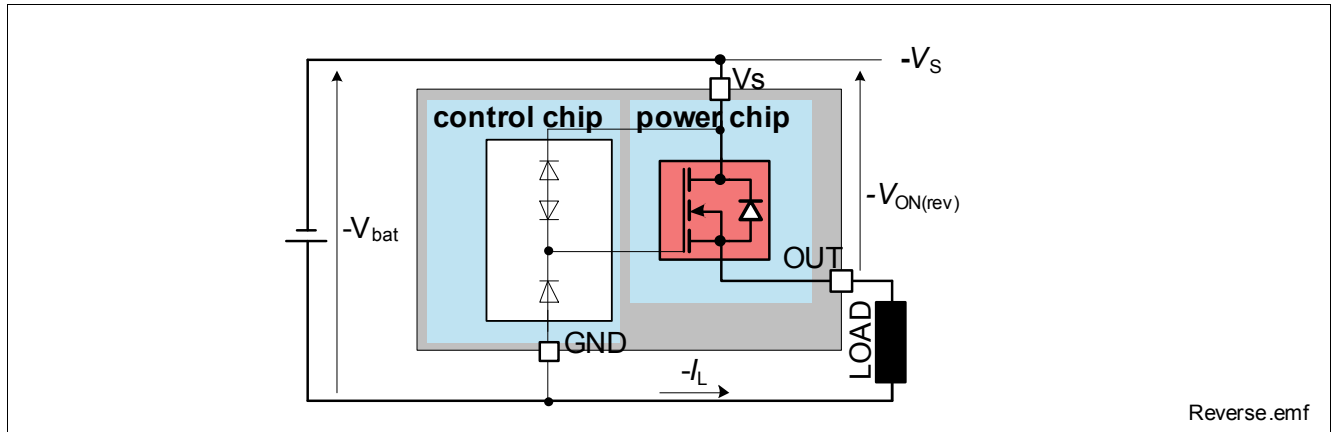 -VS
Vs
control chip
power chip
-Vbat
-VON(rev)
OUT
LOAD
GND
-IL
Reverse.emf